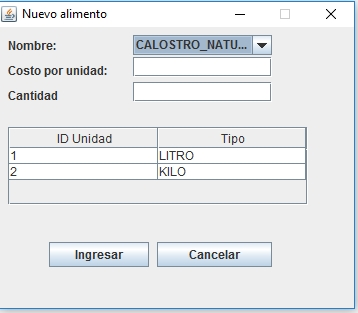 Nuevo alimento
Nombre: CALOSTRO_NATU...
Costo por unidad:
Cantidad
ID Unidad Tipo
1 LITRO
2 KILO
Ingresar Cancelar